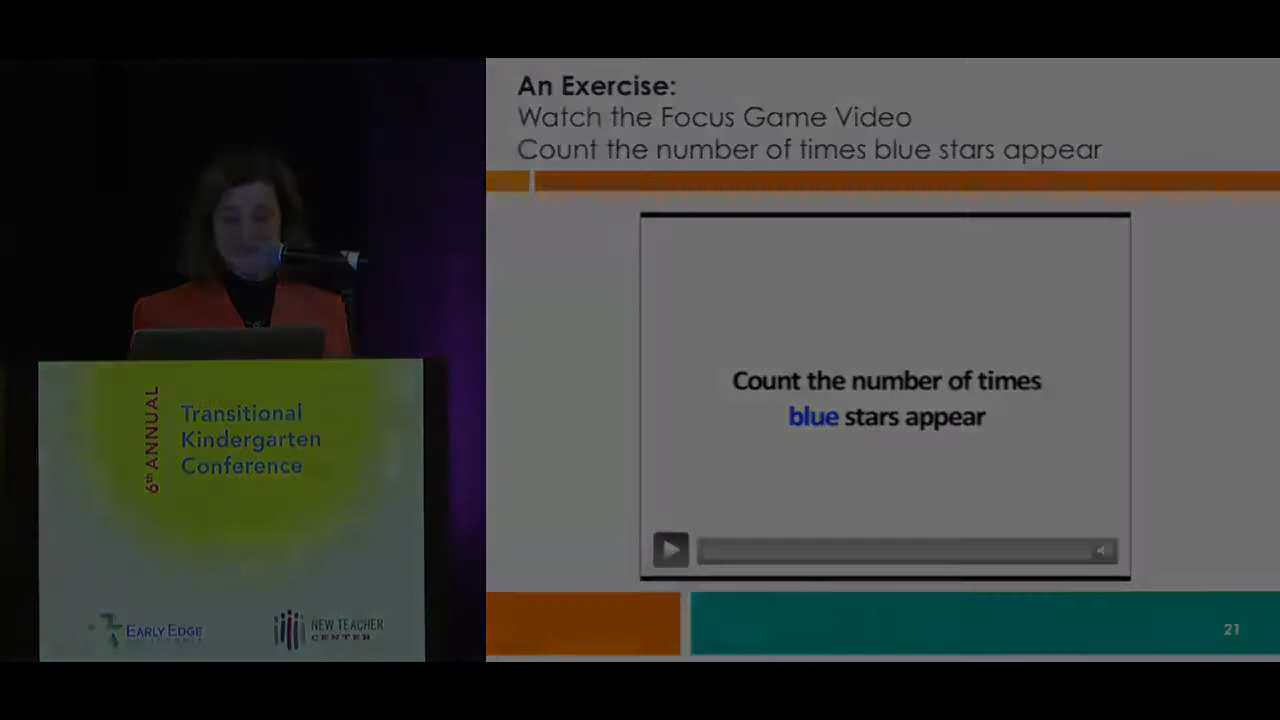 An Exercise:
Watch the Focus Game Video
Count the number of times blue stars appear
Count the number of times
blue stars appear
21
6th ANNUAL
Transitional
Kindergarten
Conference
EARLY EDGE
NEW TEACHER
CENTER